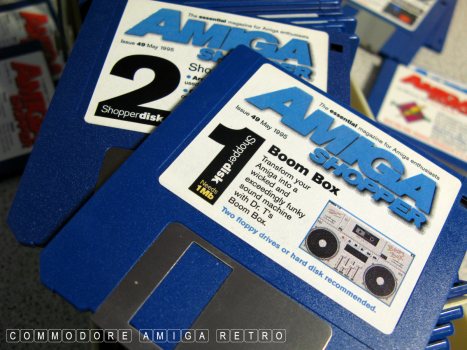 The essential magazine for Amiga enthusiasts
Issue 49 May 1995
AMIGA
SHOPPER
2
Shopperdisk
The essential magazine for Amiga enthusiasts
Issue 49 May 1995
AMIGA
SHOPPER
1
Shopperdisk
Needs
1Mb
Boom Box
Transform your
Amiga into a
wicked and
exceedingly funky
sound machine
with Dr. T's
Boom Box.
Two floppy drives or hard disk recommended.
COMMODORE AMIGA RETRO